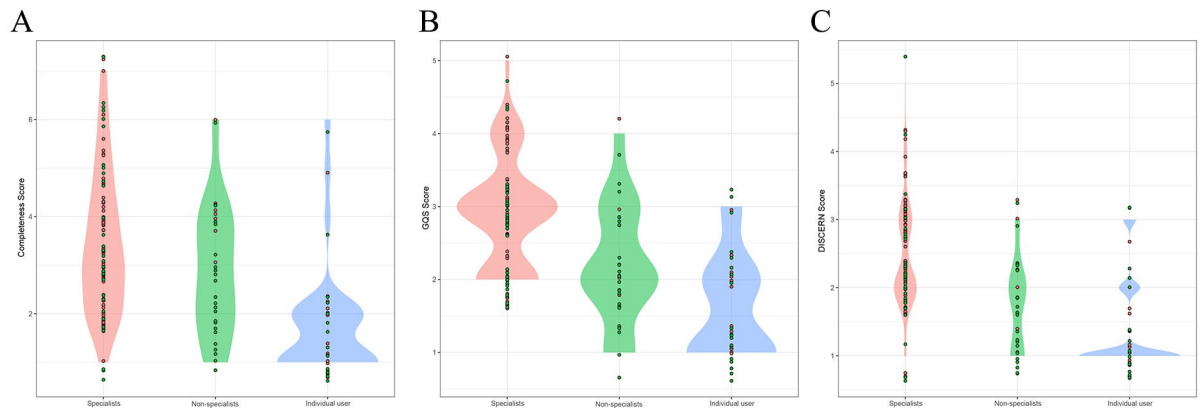 A
Completeness Score
6
4
2
Specialists
Non-specialists
Individual user
B
GQS Score
5
4
3
2
1
Specialists
Non-specialists
Individual user
C
DISCERN Score
5
4
3
2
1
Specialists
Non-specialists
Individual user